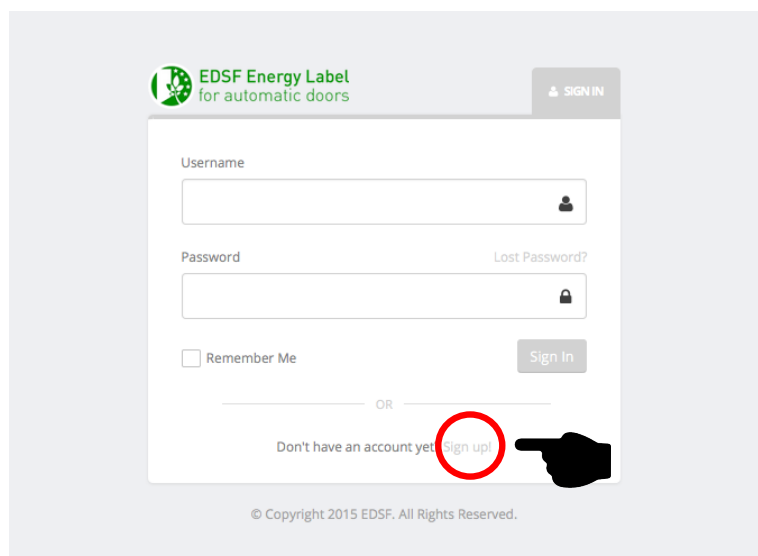 EDSF Energy Label
for automatic doors
SIGN IN
Username
Password
Lost Password?
Remember Me
Sign In
OR
Don't have an account yet Sign up!
© Copyright 2015 EDSF. All Rights Reserved.